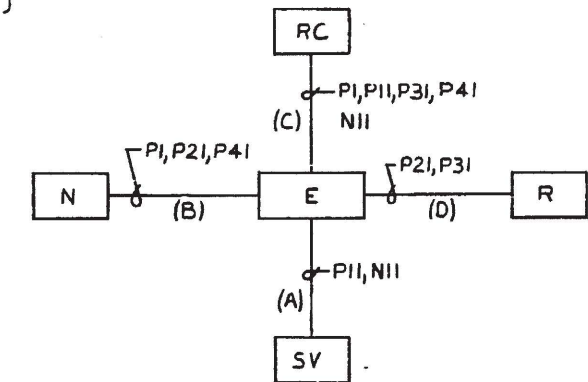 RC
P1,P11,P31,P41
(C) N11
P1,P21,P41
P21,P31
N
E
R
(B)
(D)
P11,N11
(A)
SV